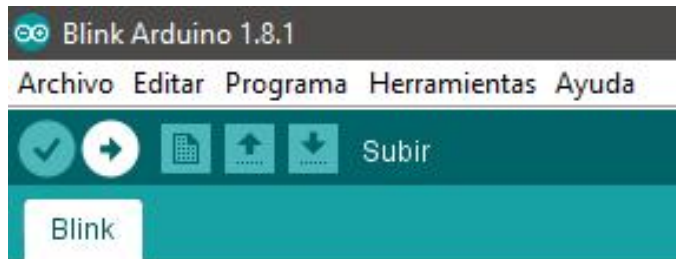 Blink Arduino 1.8.1
Archivo Editar Programa Herramientas Ayuda
Subir
Blink